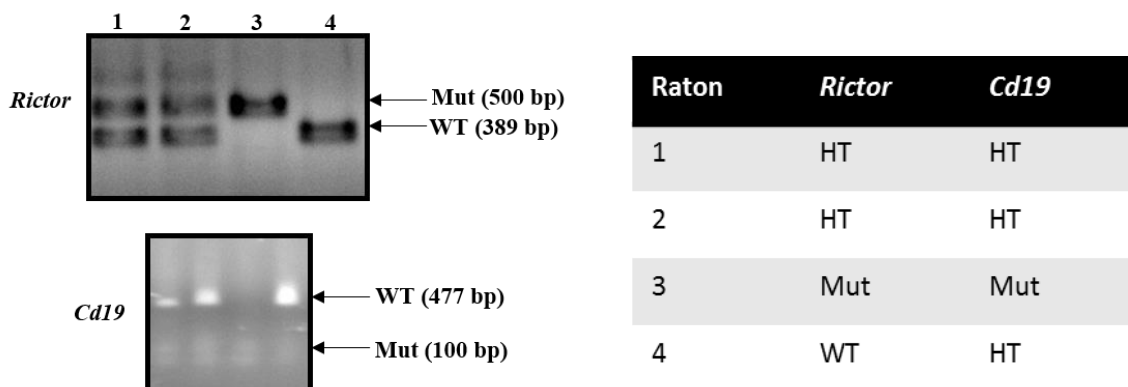 1 2 3 4
Rictor
Mut (500 bp)
WT (389 bp)
Cd19
WT (477 bp)
Mut (100 bp)
Raton Rictor Cd19
1 HT HT
2 HT HT
3 Mut Mut
4 WT HT